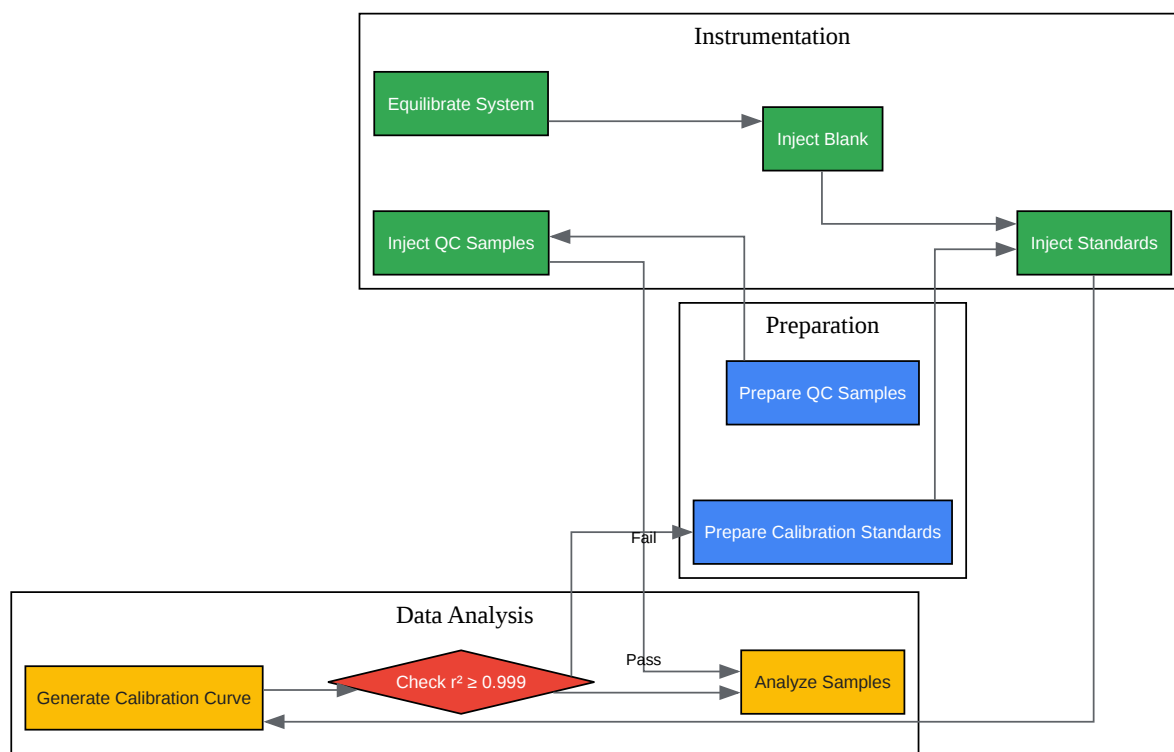 Instrumentation
Equilibrate System
Inject Blank
Inject QC Samples
Inject Standards
Preparation
Prepare QC Samples
Prepare Calibration Standards
Fail
Data Analysis
Pass
Generate Calibration Curve
Check r² ≥ 0.999
Analyze Samples